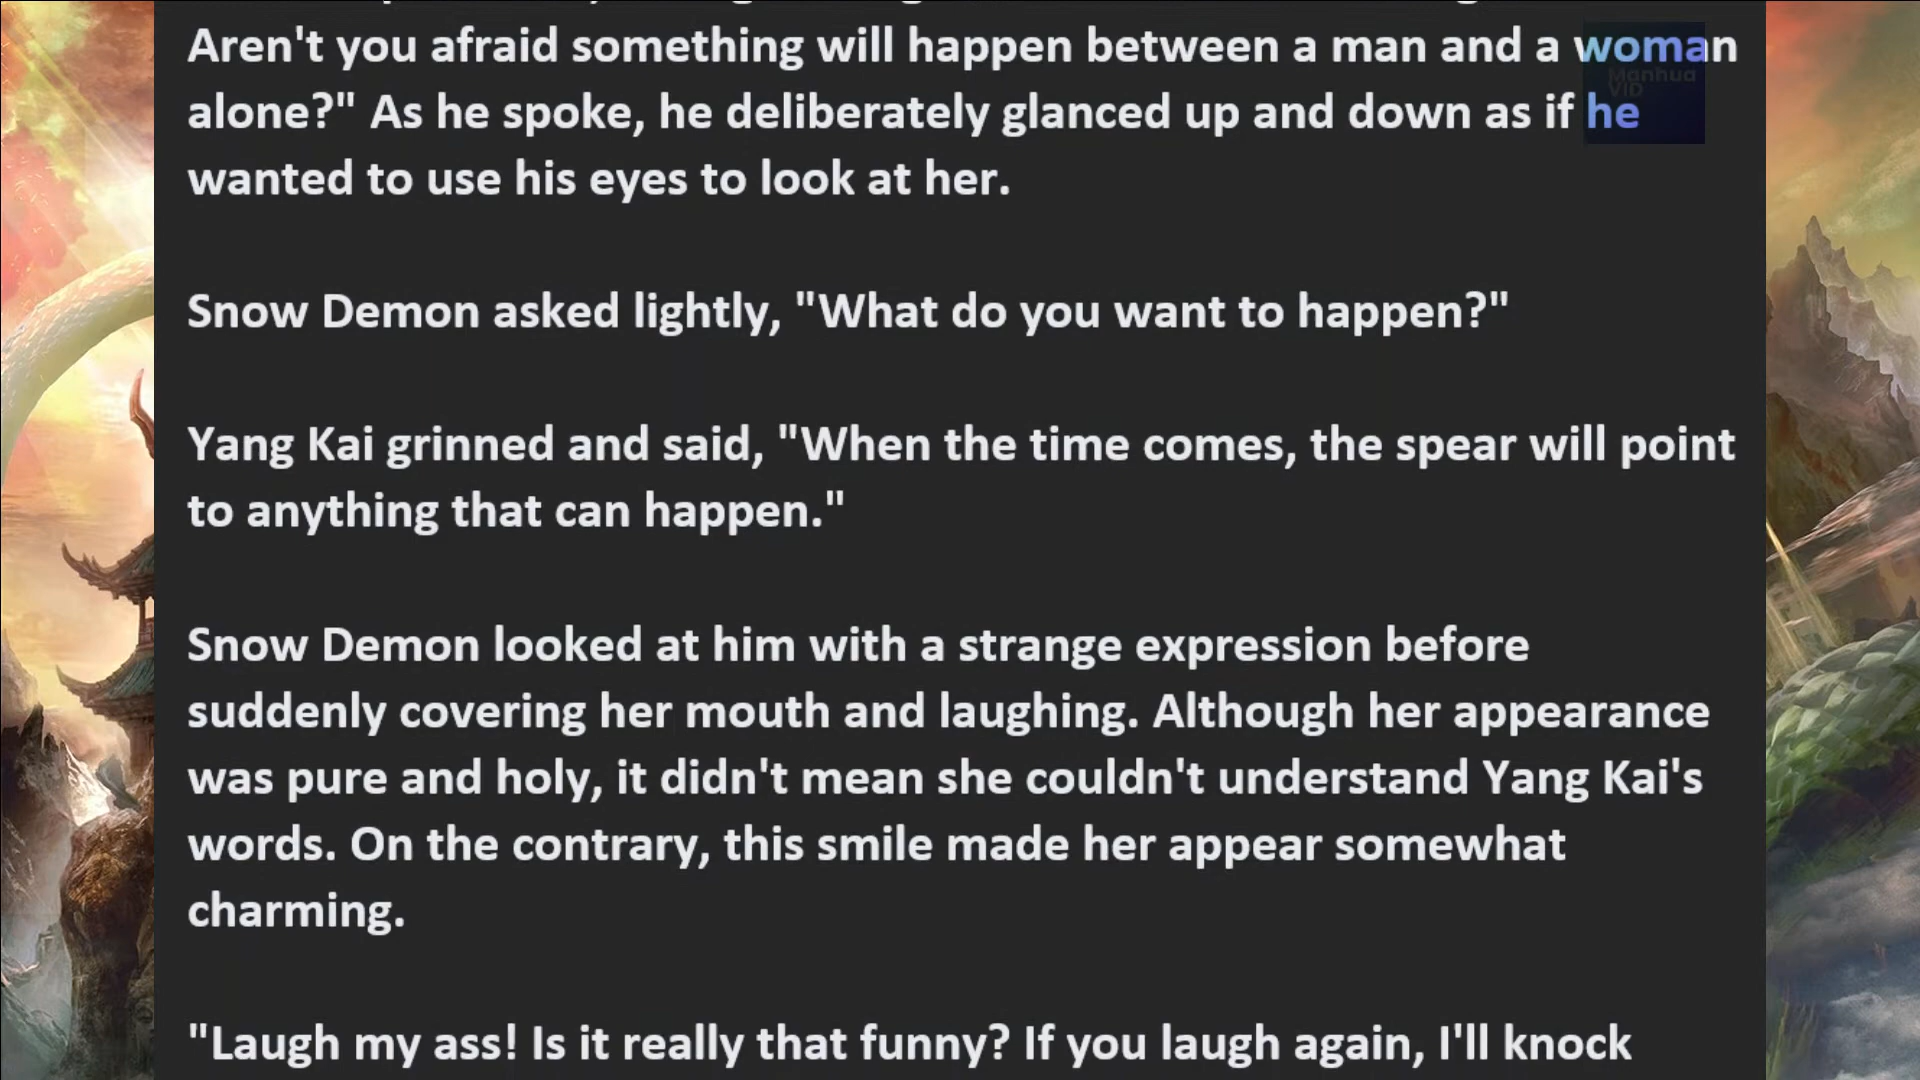 Aren't you afraid something will happen between a man and a woman
alone?" As he spoke, he deliberately glanced up and down as if he
wanted to use his eyes to look at her.
Snow Demon asked lightly, "What do you want to happen?"
Yang Kai grinned and said, "When the time comes, the spear will point
to anything that can happen."
Snow Demon looked at him with a strange expression before
suddenly covering her mouth and laughing. Although her appearance
was pure and holy, it didn't mean she couldn't understand Yang Kai's
words. On the contrary, this smile made her appear somewhat
charming.
"Laugh my ass! Is it really that funny? If you laugh again, I'll knock
Manhua
VID